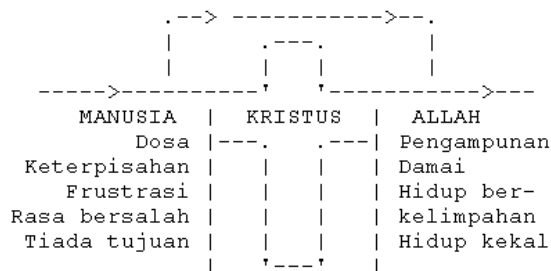 MANUSIA | KRISTUS | ALLAH
Dosa Pengampunan
Keterpisahan Damai
Frustrasi Hidup ber-
Rasa bersalah kelimpahan
Tiada tujuan Hidup kekal